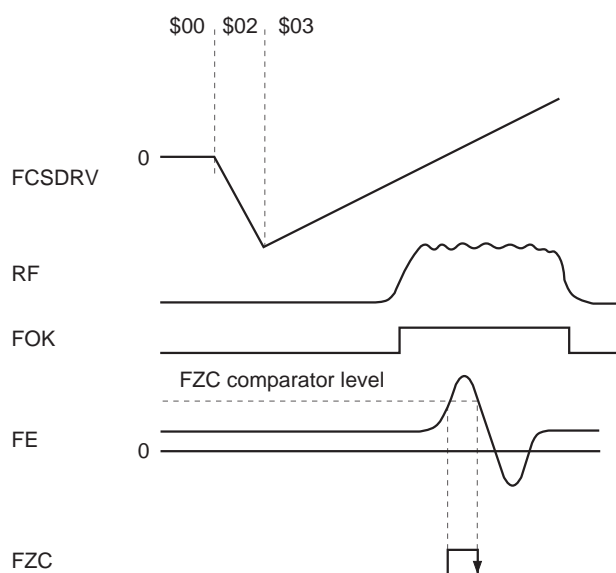 $00 $02 $03
0
FCSDRV
RF
FOK
FZC comparator level
FE
0
FZC